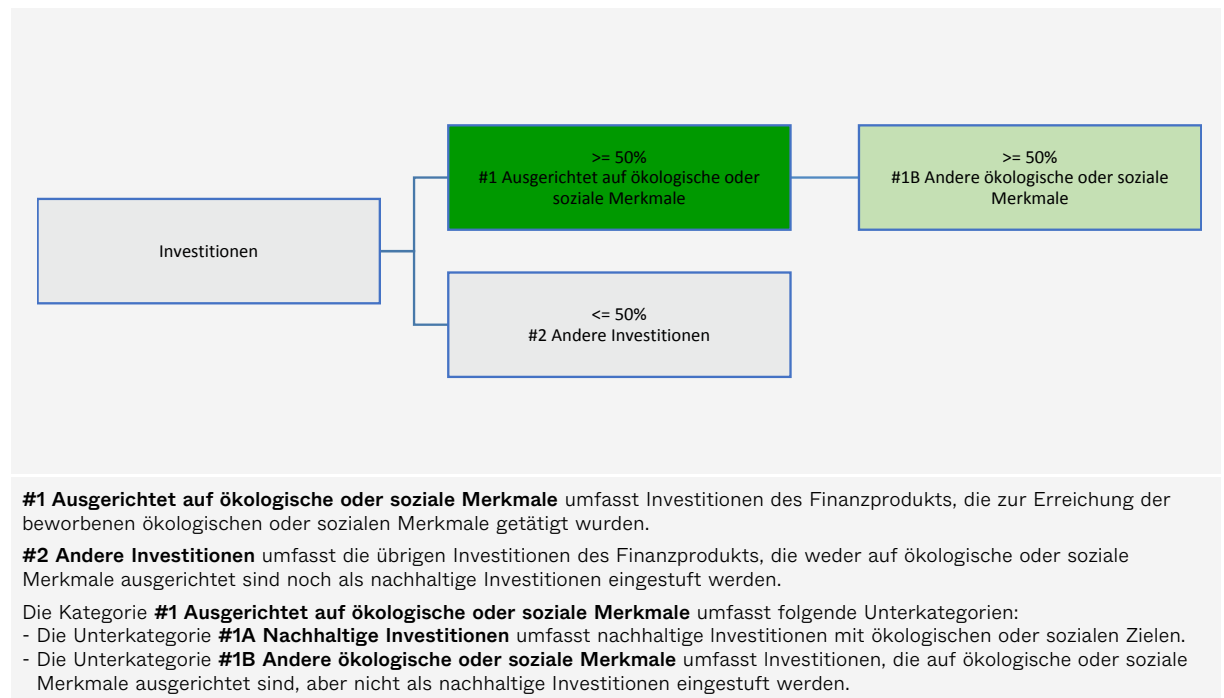 >= 50%
#1 Ausgerichtet auf ökologische oder
soziale Merkmale
>= 50%
#1B Andere ökologische oder soziale
Merkmale
Investitionen
<= 50%
#2 Andere Investitionen
#1 Ausgerichtet auf ökologische oder soziale Merkmale umfasst Investitionen des Finanzprodukts, die zur Erreichung der
beworbenen ökologischen oder sozialen Merkmale getätigt wurden.
#2 Andere Investitionen umfasst die übrigen Investitionen des Finanzprodukts, die weder auf ökologische oder soziale
Merkmale ausgerichtet sind noch als nachhaltige Investitionen eingestuft werden.
Die Kategorie #1 Ausgerichtet auf ökologische oder soziale Merkmale umfasst folgende Unterkategorien:
- Die Unterkategorie #1A Nachhaltige Investitionen umfasst nachhaltige Investitionen mit ökologischen oder sozialen Zielen.
- Die Unterkategorie #1B Andere ökologische oder soziale Merkmale umfasst Investitionen, die auf ökologische oder soziale
Merkmale ausgerichtet sind, aber nicht als nachhaltige Investitionen eingestuft werden.